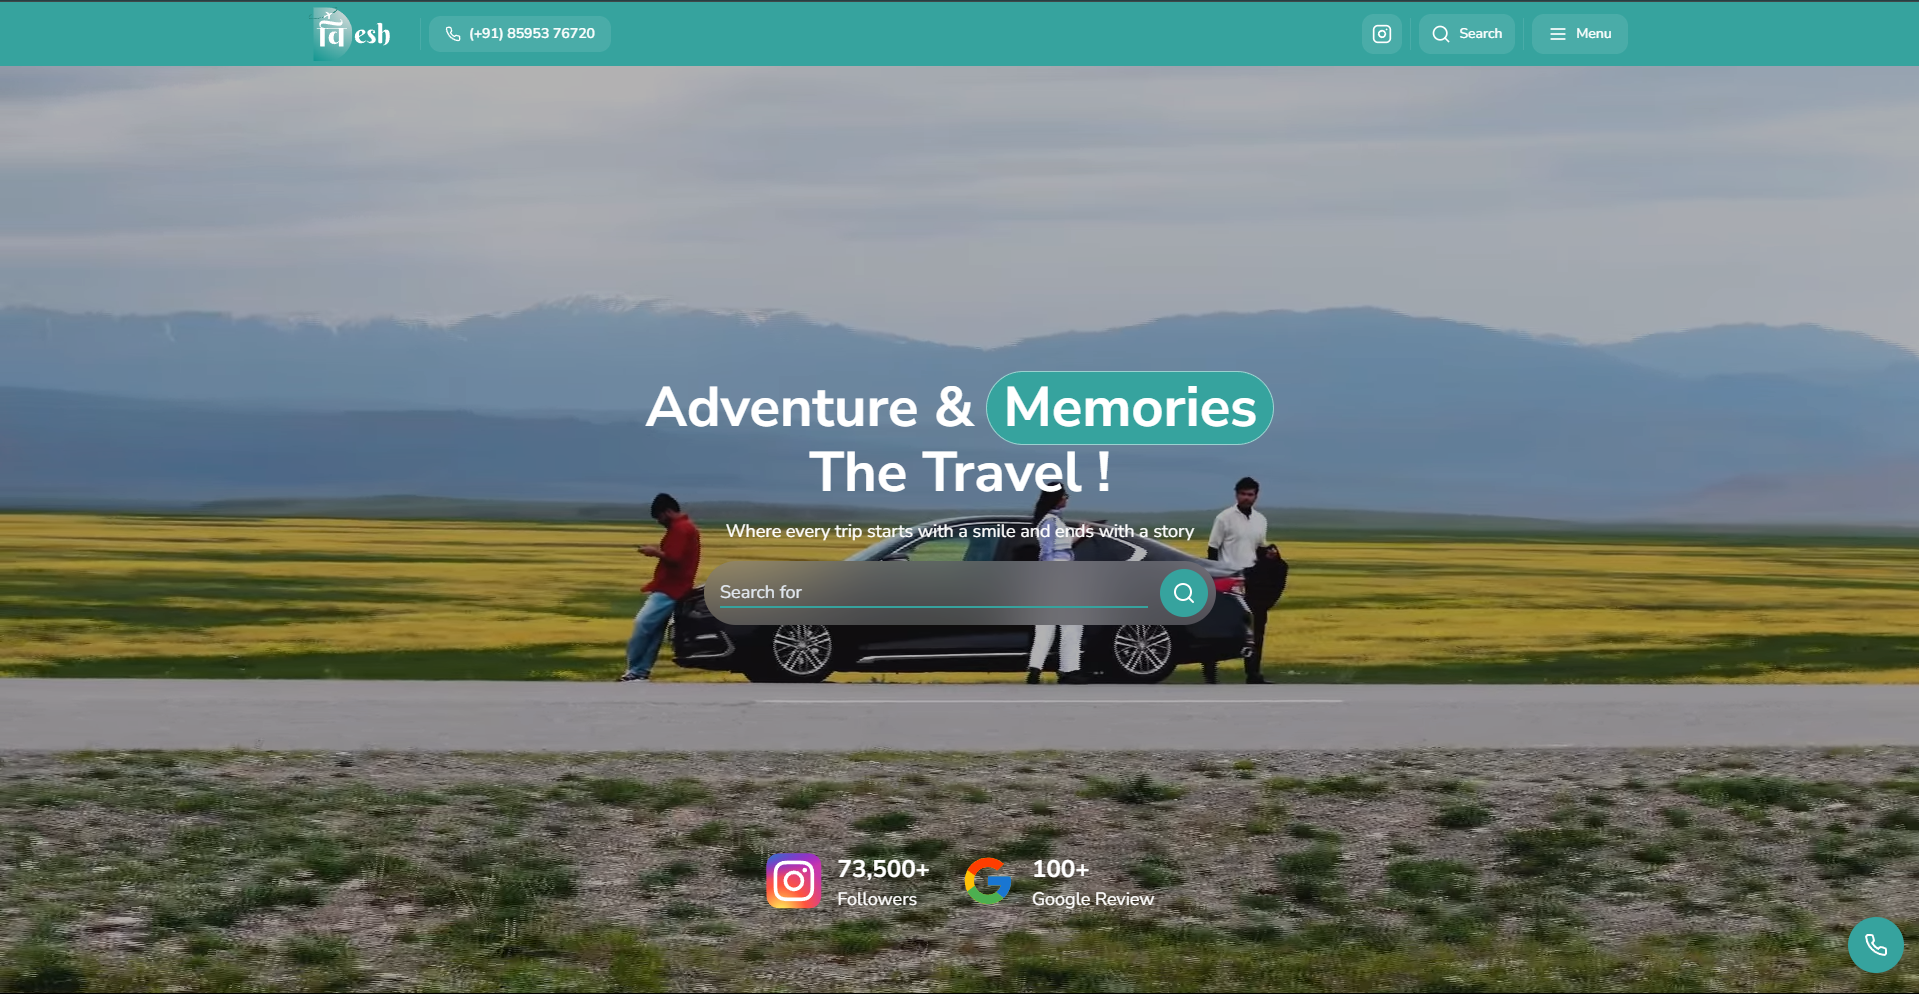 विesh
(+91) 85953 76720
Search
Menu
Adventure & Memories
The Travel !
Where every trip starts with a smile and ends with a story
Search for
73,500+
Followers
100+
Google Review